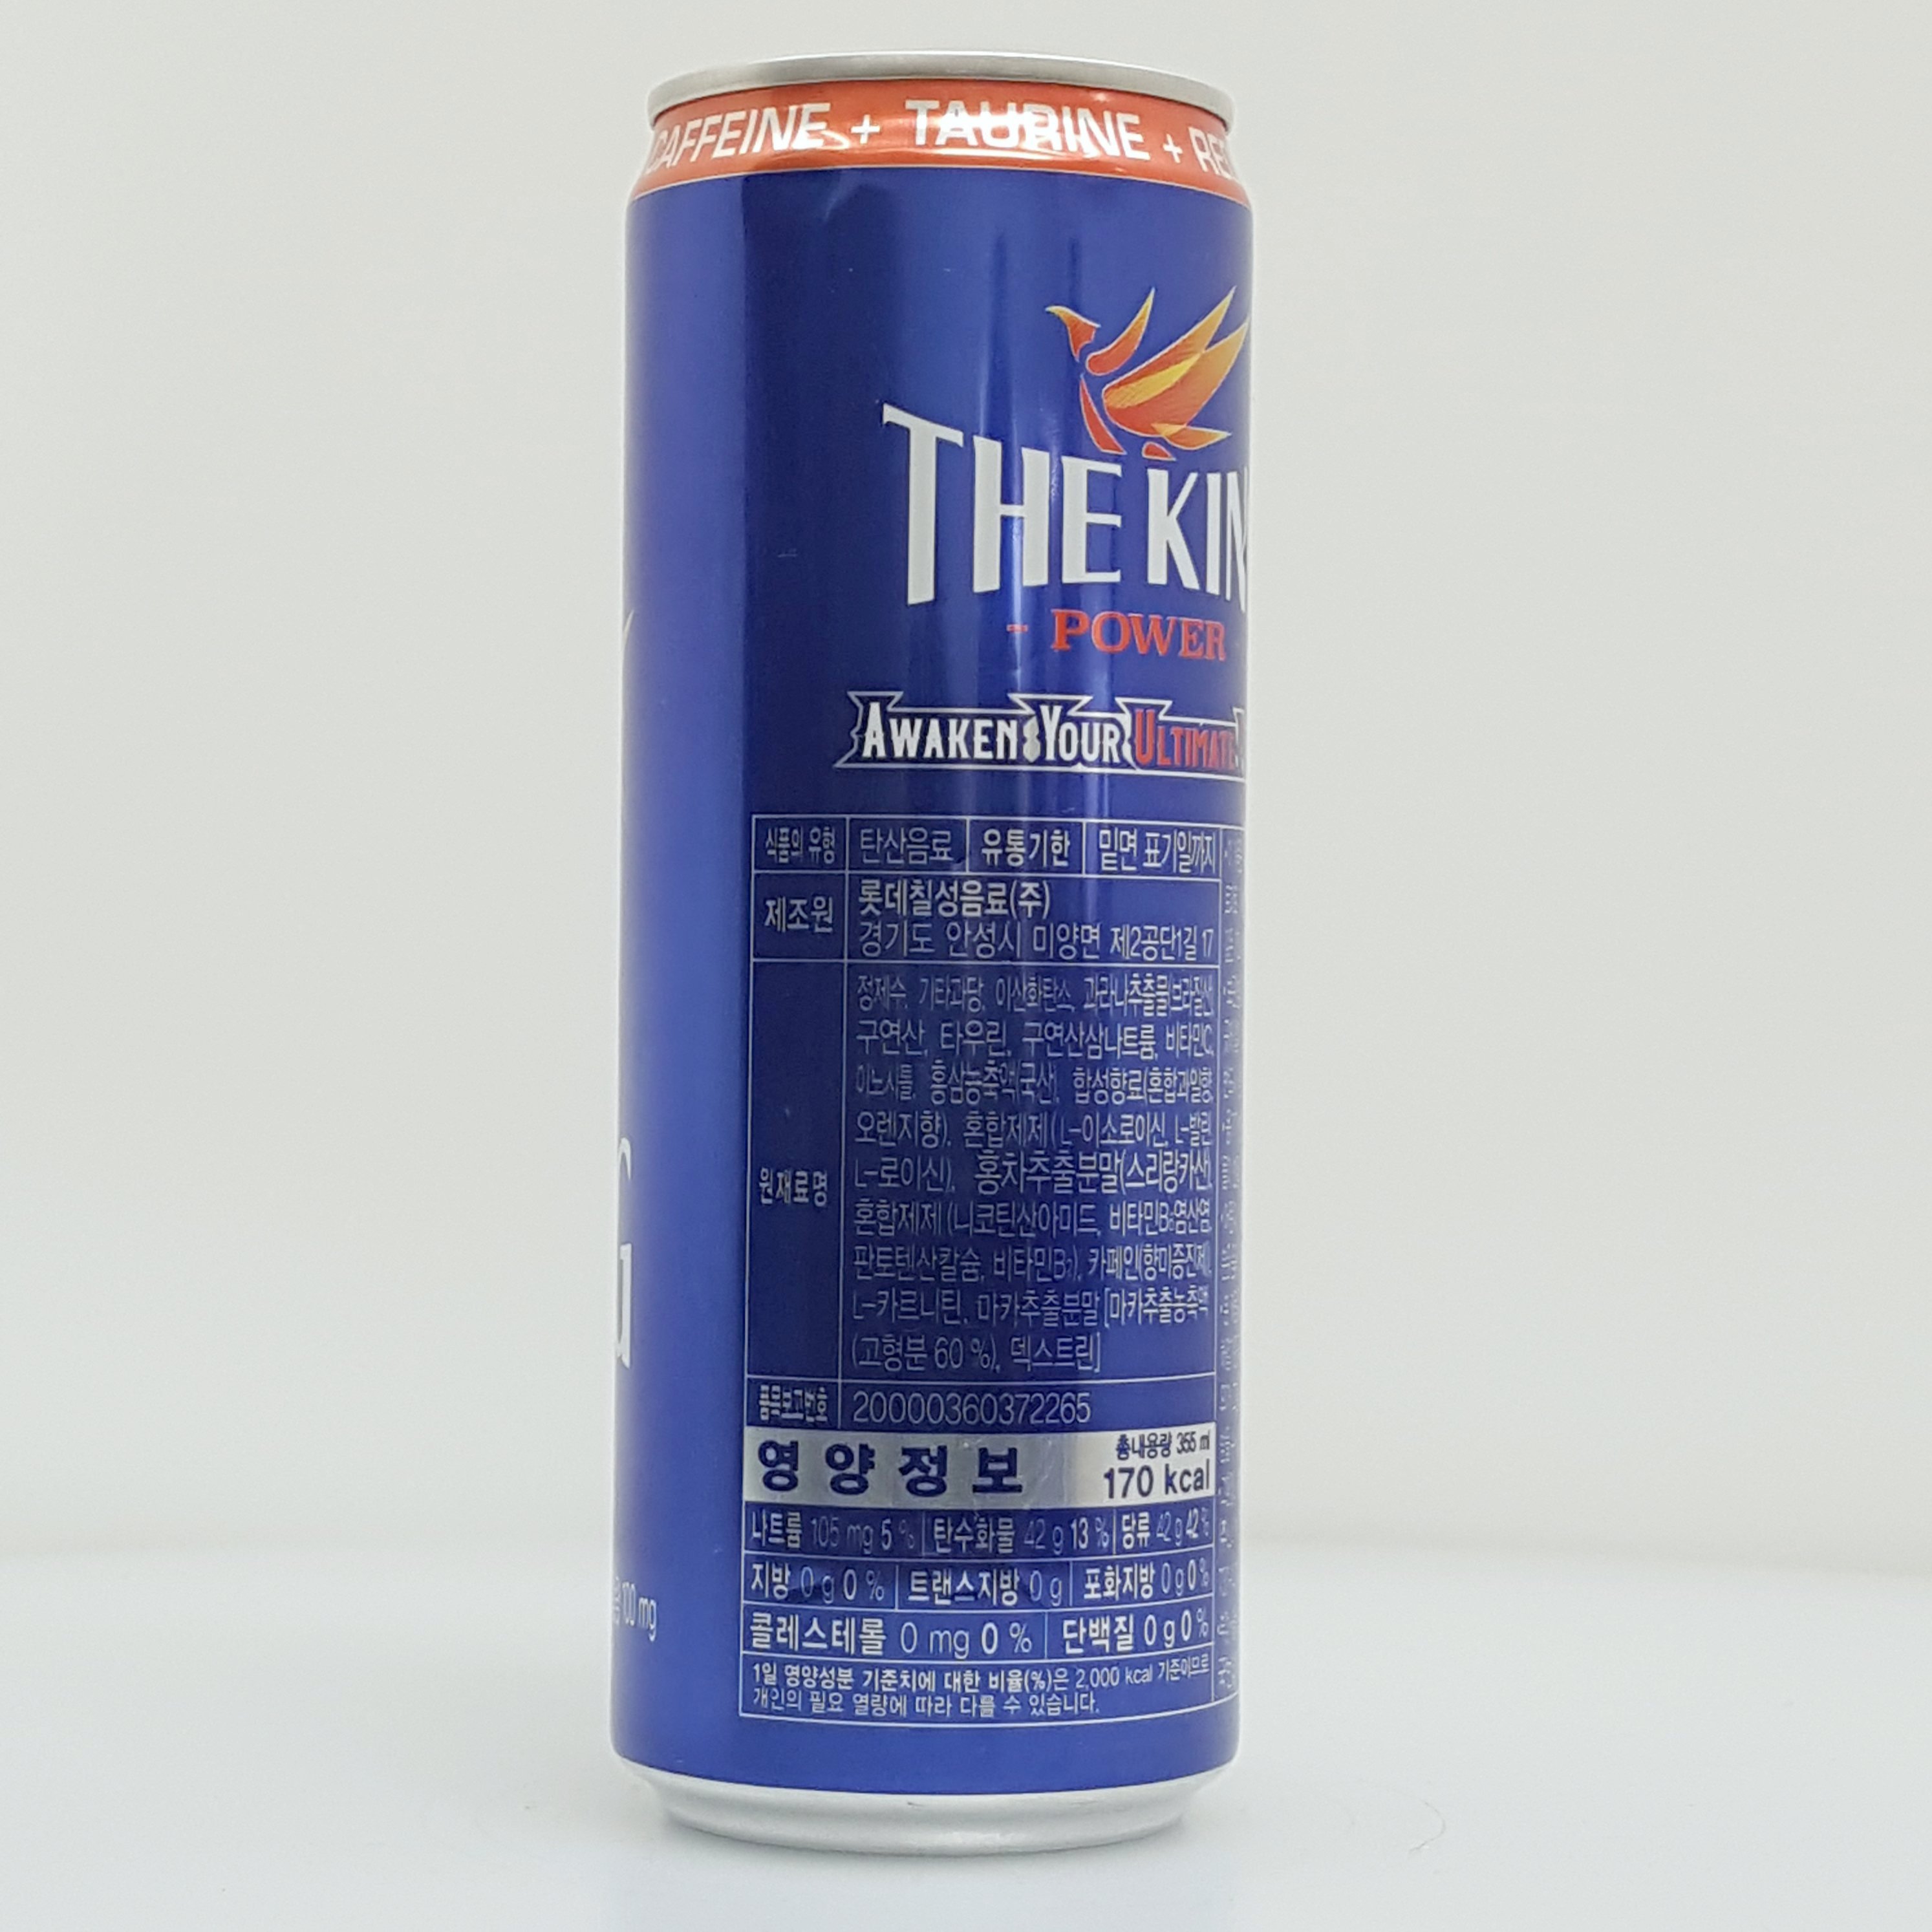 CAFFEINE + TAURINE + RE
THE KIN
- POWER
AWAKEN YOUR ULTIMATE
식품의 유형 탄산음료 유통기한 밑면 표기일까지
제조원 롯데칠성음료(주)
경기도 안성시 미양면 제2공단1길 17
정제수, 기타과당, 이산화탄소, 과라나추출물(브라질산),
구연산, 타우린, 구연산삼나트륨, 비타민C,
이노시톨, 홍삼농축액(국산), 합성향료(혼합과일향,
오렌지향), 혼합제제(L-이소로이신, L-발린,
원재료명 L-로이신), 홍차추출분말(스리랑카산),
혼합제제(니코틴산아미드, 비타민B₆염산염,
판토텐산칼슘, 비타민B₂), 카페인(향미증진제),
L-카르니틴, 마카추출분말[마카추출농축액
(고형분 60 %), 덱스트린]
품목보고번호 20000360372265
영양정보 총내용량 355 ml
170 kcal
나트륨 105 mg 5 % 탄수화물 42 g 13 % 당류 42 g 42 %
지방 0 g 0 % 트랜스지방 0 g 포화지방 0 g 0 %
콜레스테롤 0 mg 0 % 단백질 0 g 0 %
1일 영양성분 기준치에 대한 비율(%)은 2,000 kcal 기준이므로
개인의 필요 열량에 따라 다를 수 있습니다.
100 mg